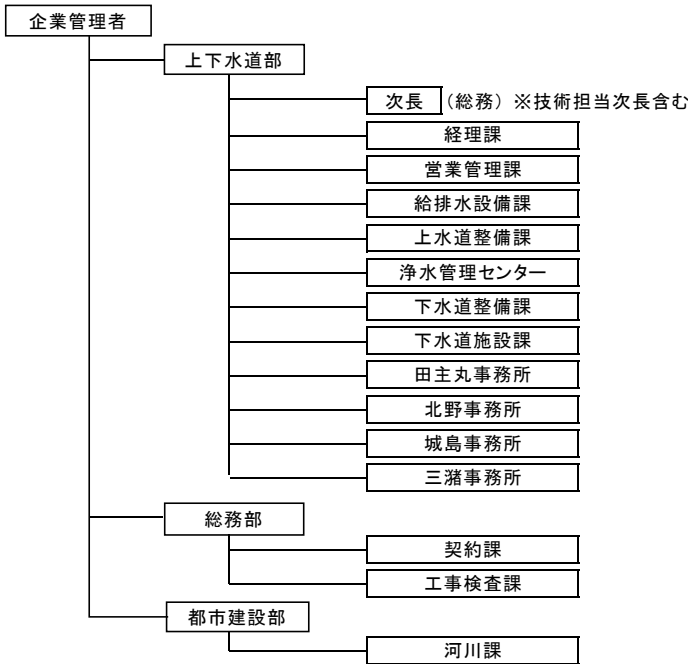 企業管理者
上下水道部
次長 (総務) ※技術担当次長含む
経理課
営業管理課
給排水設備課
上水道整備課
浄水管理センター
下水道整備課
下水道施設課
田主丸事務所
北野事務所
城島事務所
三潴事務所
総務部
契約課
工事検査課
都市建設部
河川課